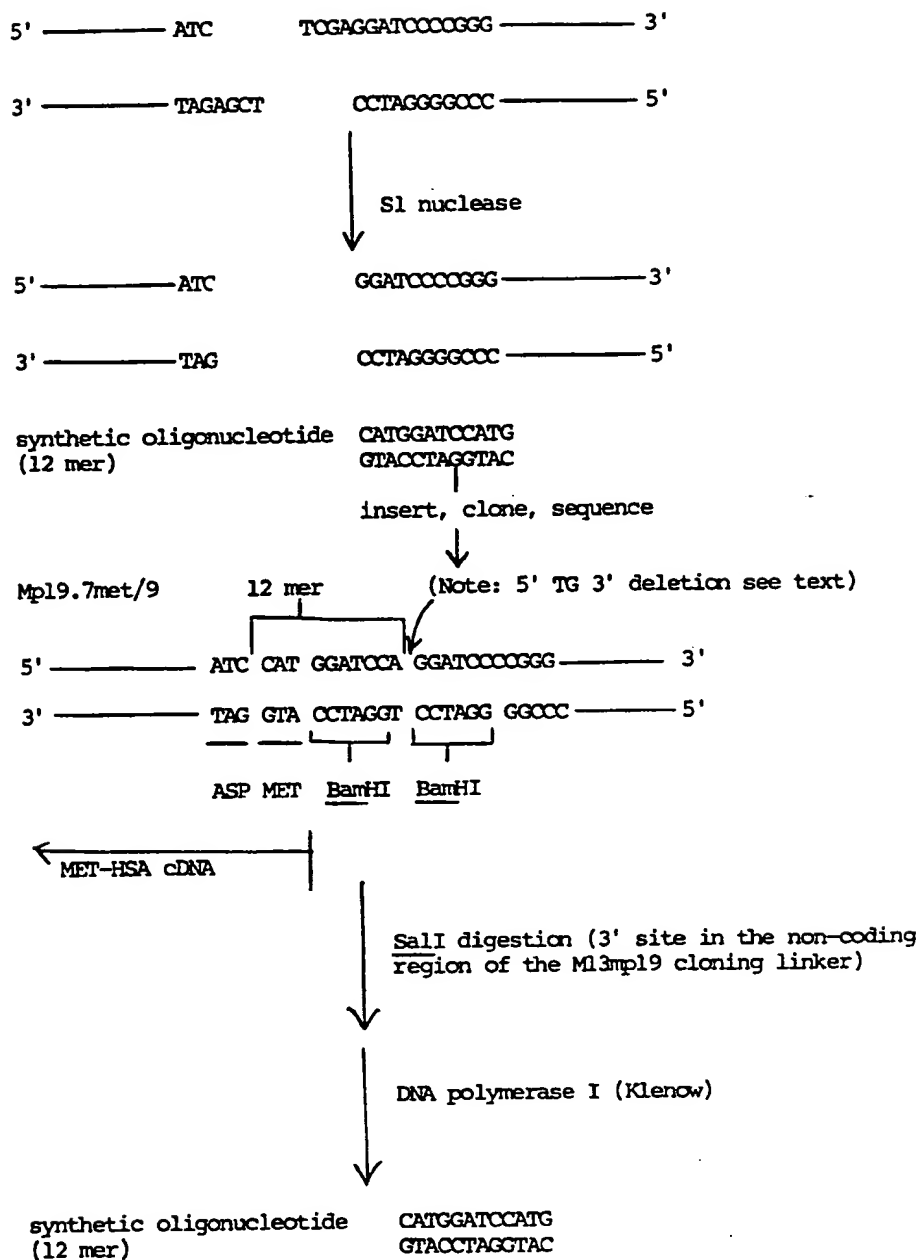 5' ATC TCGAGGATCCCCGGG 3'
3' TAGAGCT CCTAGGGGCCC 5'
S1 nuclease
5' ATC GGATCCCCGGG 3'
3' TAG CCTAGGGGCCC 5'
synthetic oligonucleotide CATGGATCCATG
(12 mer) GTACCTAGGTAC
insert, clone, sequence
Mp19.7met/9 12 mer (Note: 5' TG 3' deletion see text)
5' ATC CAT GGATCCA GGATCCCCGGG 3'
3' TAG GTA CCTAGGT CCTAGG GGCCC 5'
ASP MET BamHI BamHI
MET-HSA cDNA
SalI digestion (3' site in the non-coding
region of the M13mp19 cloning linker)
DNA polymerase I (Klenow)
synthetic oligonucleotide CATGGATCCATG
(12 mer) GTACCTAGGTAC